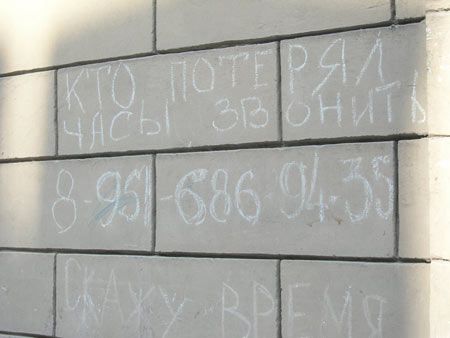 КТО ПОТЕРЯЛ
ЧАСЫ ЗВОНИТЬ
8-951-686-94-35
СКАЖУ ВРЕМЯ